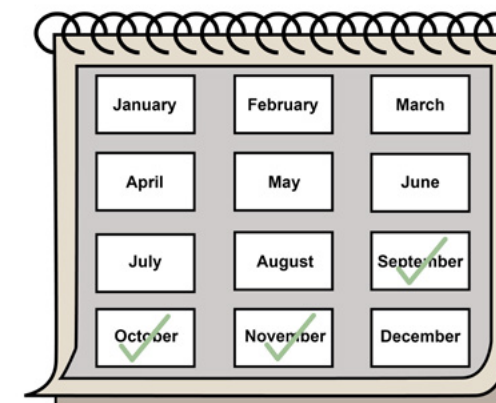 January February March
April May June
July August September
October November December